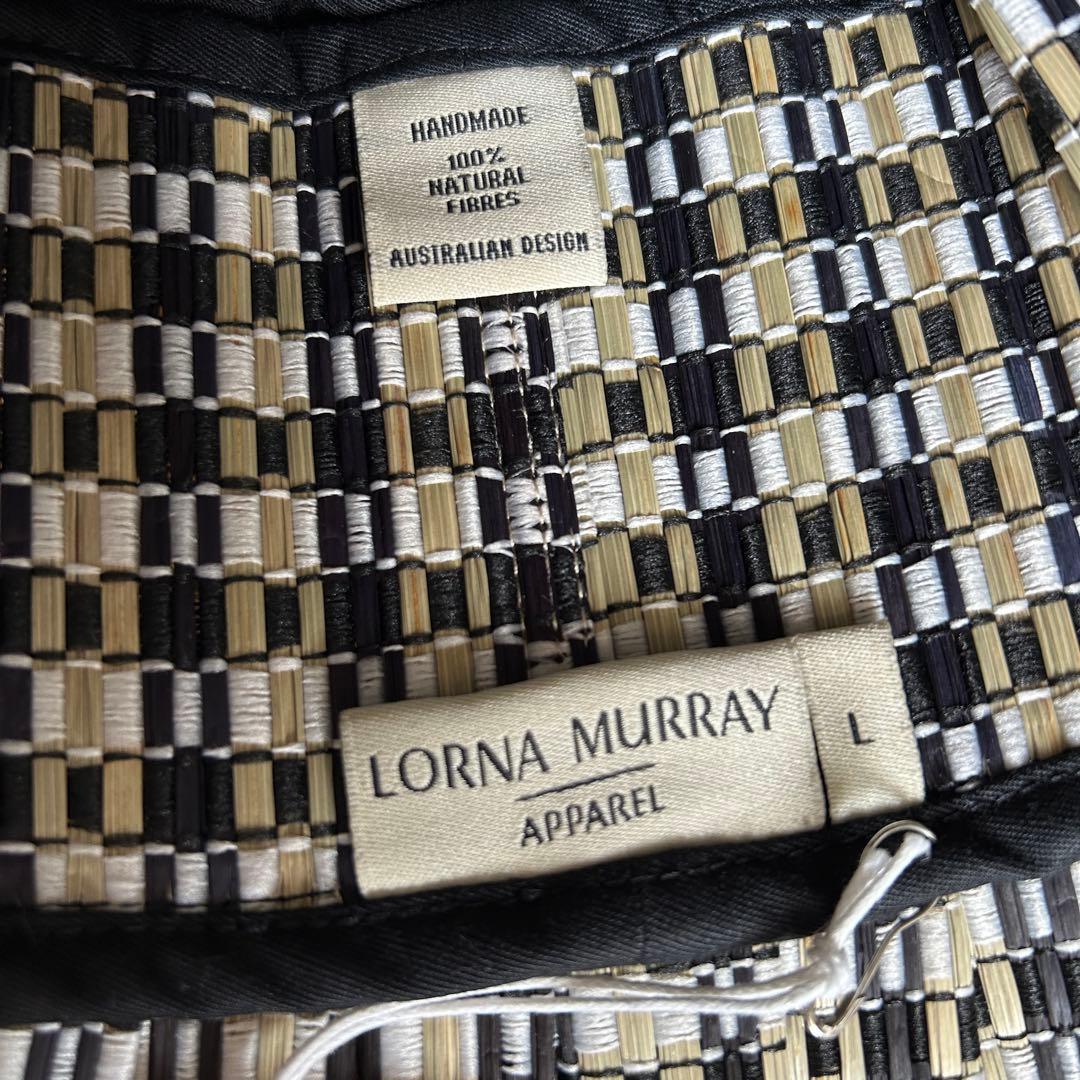 HANDMADE
100%
NATURAL
FIBRES
AUSTRALIAN DESIGN
LORNA MURRAY
APPAREL
L